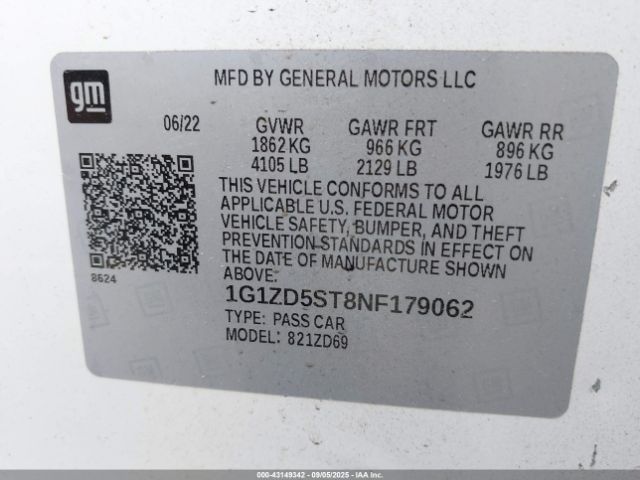 gm
MFD BY GENERAL MOTORS LLC
06/22 GVWR GAWR FRT GAWR RR
1862 KG 966 KG 896 KG
4105 LB 2129 LB 1976 LB
THIS VEHICLE CONFORMS TO ALL
APPLICABLE U.S. FEDERAL MOTOR
VEHICLE SAFETY, BUMPER, AND THEFT
PREVENTION STANDARDS IN EFFECT ON
THE DATE OF MANUFACTURE SHOWN
ABOVE:
8624
1G1ZD5ST8NF179062
TYPE: PASS CAR
MODEL: 821ZD69
000-43149342 - 09/05/2025 - IAAI.COM